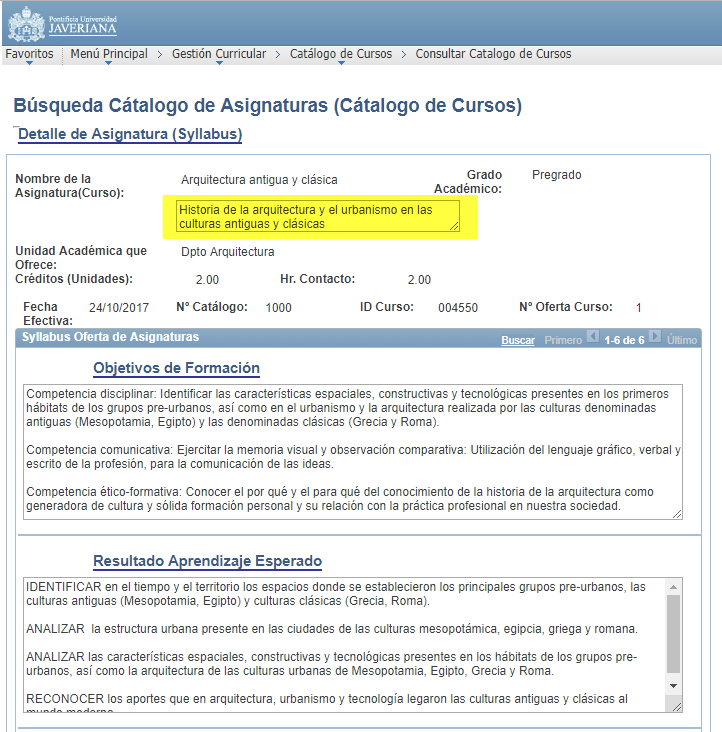 Pontificia Universidad
JAVERIANA
Favoritos Menú Principal > Gestión Curricular > Catálogo de Cursos > Consultar Catalogo de Cursos
Búsqueda Cátalogo de Asignaturas (Cátalogo de Cursos)
Detalle de Asignatura (Syllabus)
Nombre de la Asignatura(Curso): Arquitectura antigua y clásica Grado Académico: Pregrado
Historia de la arquitectura y el urbanismo en las
culturas antiguas y clásicas
Unidad Académica que Ofrece: Dpto Arquitectura
Créditos (Unidades): 2.00 Hr. Contacto: 2.00
Fecha Efectiva: 24/10/2017 Nº Catálogo: 1000 ID Curso: 004550 Nº Oferta Curso: 1
Syllabus Oferta de Asignaturas Buscar Primero 1-6 de 6 Último
Objetivos de Formación
Competencia disciplinar: Identificar las características espaciales, constructivas y tecnológicas presentes en los primeros
hábitats de los grupos pre-urbanos, así como en el urbanismo y la arquitectura realizada por las culturas denominadas
antiguas (Mesopotamia, Egipto) y las denominadas clásicas (Grecia y Roma).
Competencia comunicativa: Ejercitar la memoria visual y observación comparativa: Utilización del lenguaje gráfico, verbal y
escrito de la profesión, para la comunicación de las ideas.
Competencia ético-formativa: Conocer el por qué y el para qué del conocimiento de la historia de la arquitectura como
generadora de cultura y sólida formación personal y su relación con la práctica profesional en nuestra sociedad.
Resultado Aprendizaje Esperado
IDENTIFICAR en el tiempo y el territorio los espacios donde se establecieron los principales grupos pre-urbanos, las
culturas antiguas (Mesopotamia, Egipto) y culturas clásicas (Grecia, Roma).
ANALIZAR la estructura urbana presente en las ciudades de las culturas mesopotámica, egipcia, griega y romana.
ANALIZAR las características espaciales, constructivas y tecnológicas presentes en los hábitats de los grupos pre-
urbanos, así como la arquitectura de las culturas urbanas de Mesopotamia, Egipto, Grecia y Roma.
RECONOCER los aportes que en arquitectura, urbanismo y tecnología legaron las culturas antiguas y clásicas al
mundo moderno